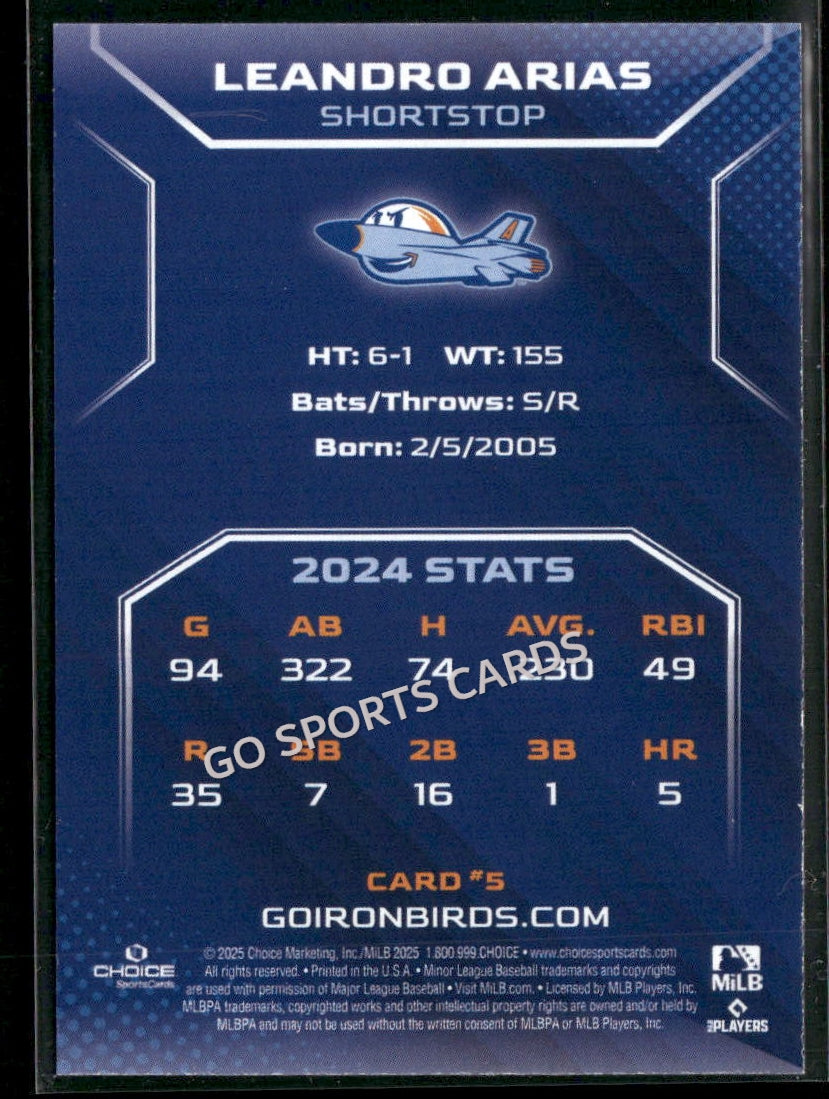 LEANDRO ARIAS
SHORTSTOP
A
HT: 6-1 WT: 155
Bats/Throws: S/R
Born: 2/5/2005
2024 STATS
G AB H AVG. RBI
94 322 74 .230 49
GO SPORTS CARDS
R SB 2B 3B HR
35 7 16 1 5
CARD #5
GOIRONBIRDS.COM
© 2025 Choice Marketing, Inc./MiLB 2025 1.800.999.CHOICE • www.choicesportscards.com
All rights reserved. • Printed in the U.S.A. • Minor League Baseball trademarks and copyrights
are used with permission of Major League Baseball • Visit MiLB.com. • Licensed by MLB Players, Inc.
MLBPA trademarks, copyrighted works and other intellectual property rights are owned and/or held by
MLBPA and may not be used without the written consent of MLBPA or MLB Players, Inc.
CHOICE
SportsCards
MiLB
PLAYERS